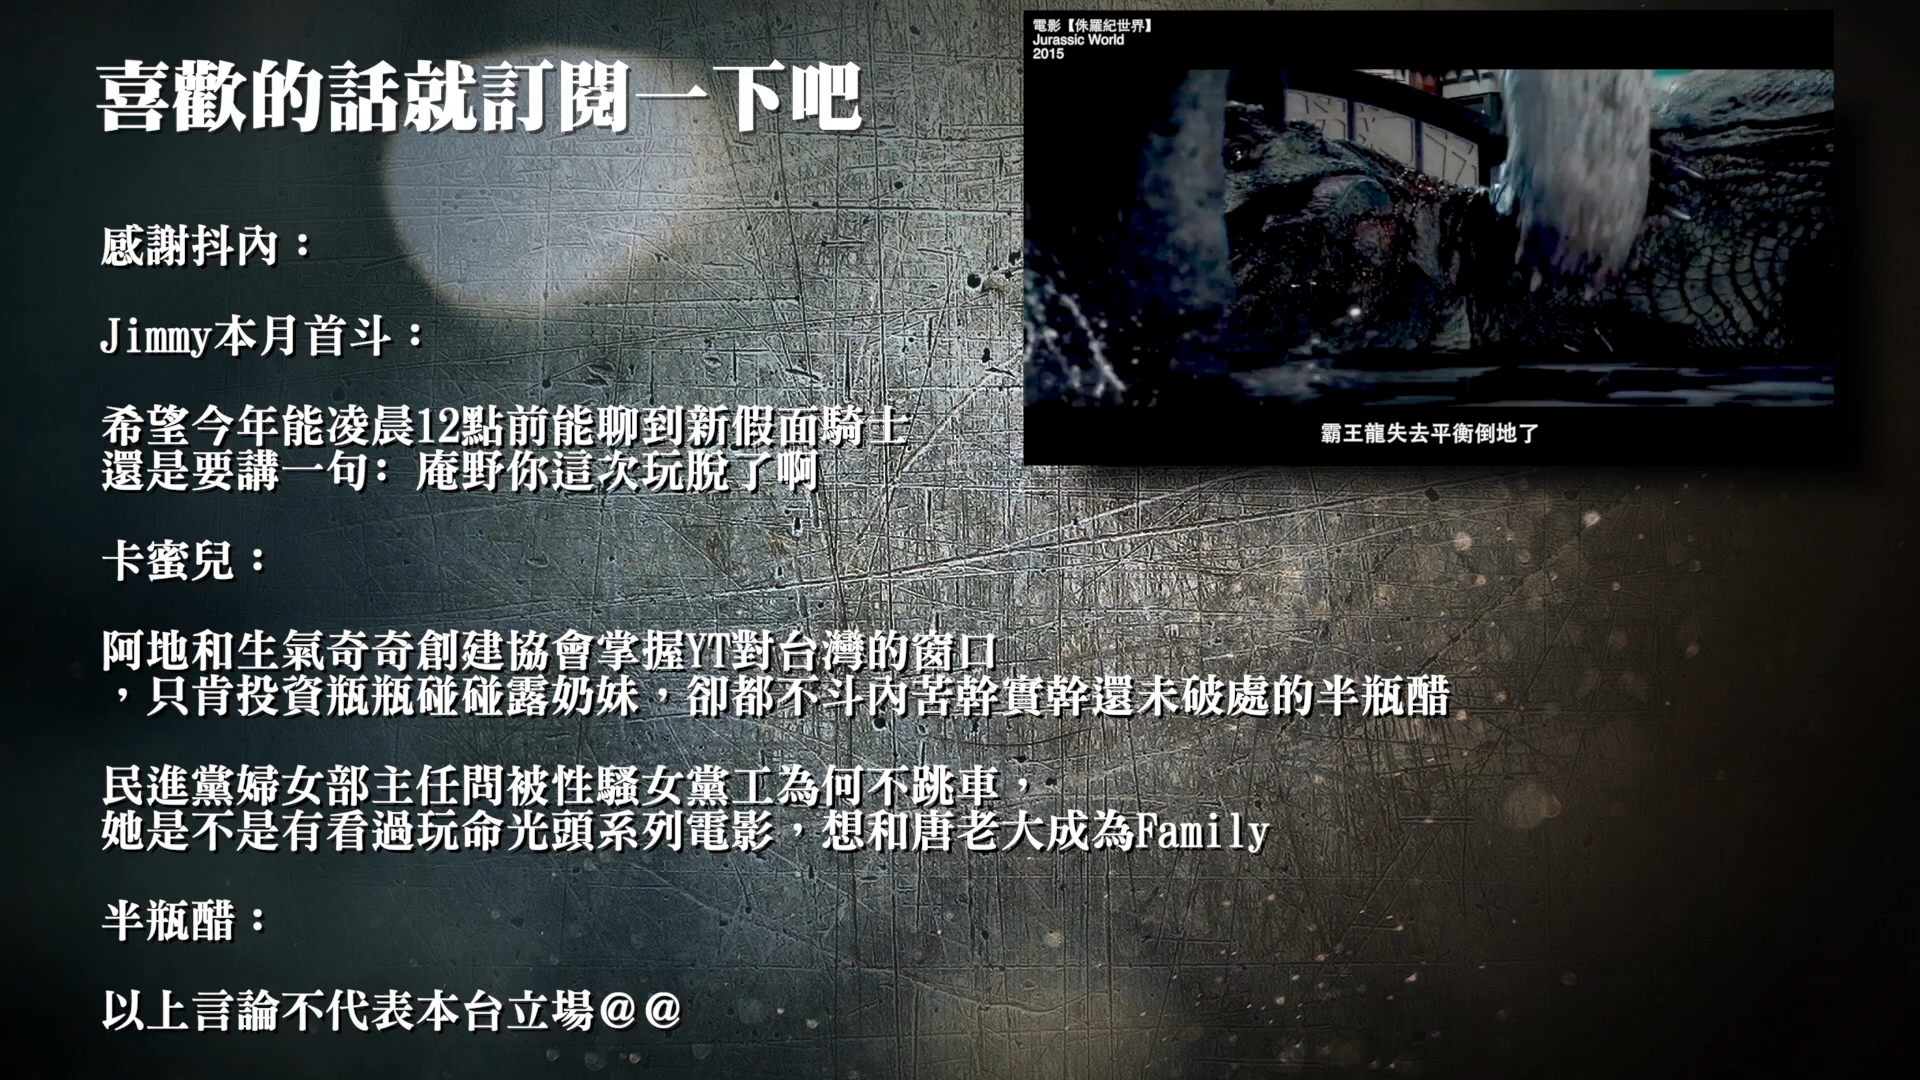 喜歡的話就訂閱一下吧
電影【侏羅紀世界】
Jurassic World
2015
霸王龍失去平衡倒地了
感謝抖內：
Jimmy本月首斗：
希望今年能凌晨12點前能聊到新假面騎士
還是要講一句：庵野你這次玩脫了啊
卡蜜兒：
阿地和生氣奇奇創建協會掌握YT對台灣的窗口
，只肯投資瓶瓶碰碰露奶妹，卻都不斗內苦幹實幹還未破處的半瓶醋
民進黨婦女部主任問被性騷女黨工為何不跳車，
她是不是有看過玩命光頭系列電影，想和唐老大成為Family
半瓶醋：
以上言論不代表本台立場＠＠